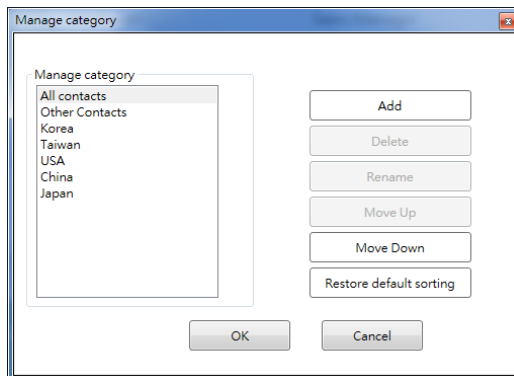 Manage category
Manage category
All contacts
Other Contacts
Korea
Taiwan
USA
China
Japan
Add
Delete
Rename
Move Up
Move Down
Restore default sorting
OK
Cancel